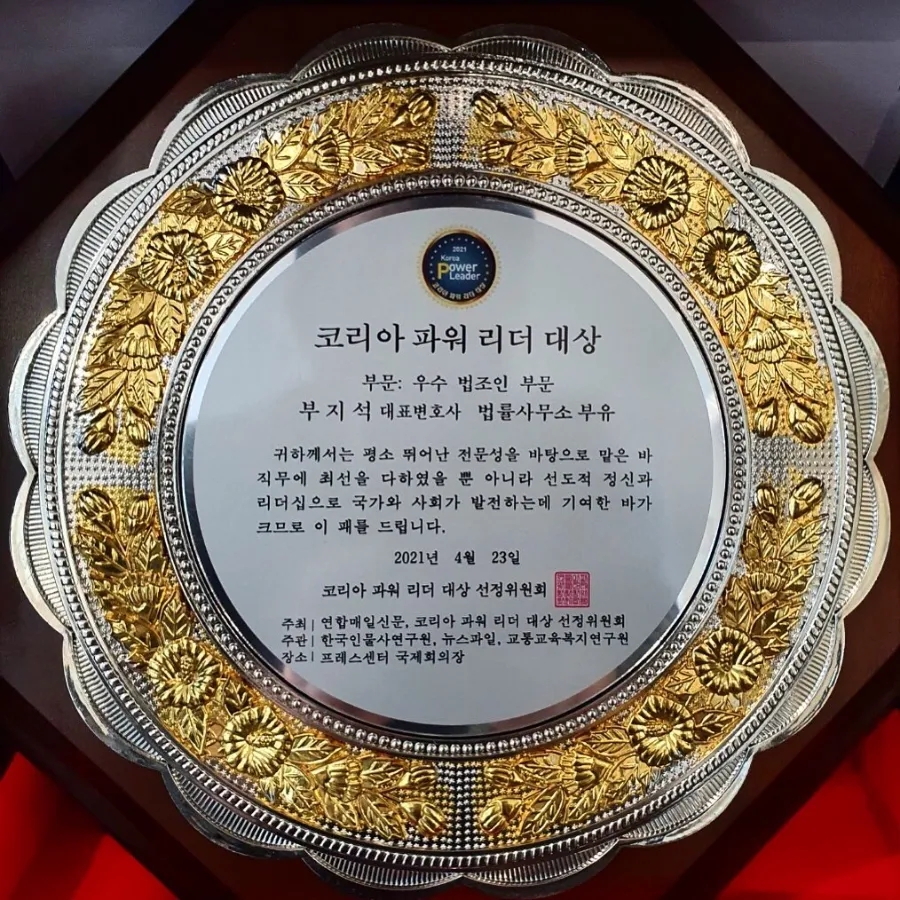 2021
Korea
Power
Leader
코리아 파워 리더 대상
코리아 파워 리더 대상
부문: 우수 법조인 부문
부 지 석 대표변호사 법률사무소 부유
귀하께서는 평소 뛰어난 전문성을 바탕으로 맡은 바
직무에 최선을 다하였을 뿐 아니라 선도적 정신과
리더십으로 국가와 사회가 발전하는데 기여한 바가
크므로 이 패를 드립니다.
2021년 4월 23일
코리아 파워 리더 대상 선정위원회
주최 | 연합매일신문, 코리아 파워 리더 대상 선정위원회
주관 | 한국인물사연구원, 뉴스파일, 교통교육복지연구원
장소 | 프레스센터 국제회의장